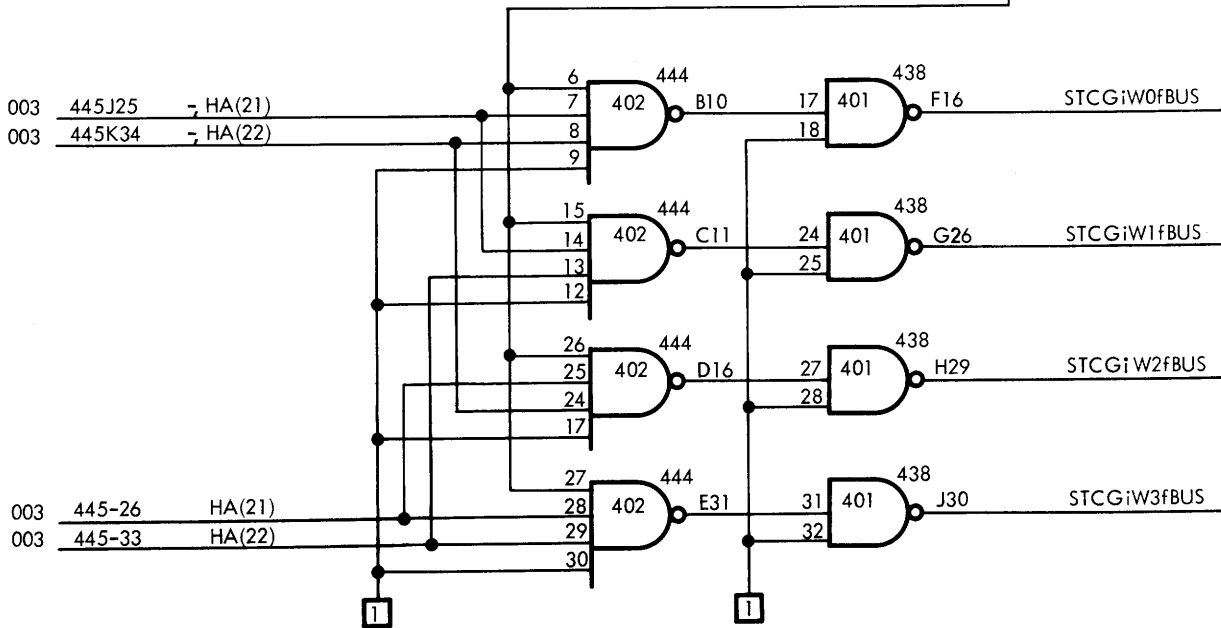 444
438
6
402
401
003 445J25 ¬, HA(21)
7
B10
17
F16
STCGiW0fBUS
003 445K34 ¬, HA(22)
8
18
9
444
438
15
402
401
14
C11
24
G26
STCGiW1fBUS
13
25
12
444
438
26
402
401
25
D16
27
H29
STCGiW2fBUS
24
28
17
444
438
27
402
401
003 445-26 HA(21)
28
E31
31
J30
STCGiW3fBUS
003 445-33 HA(22)
29
32
30
1
1